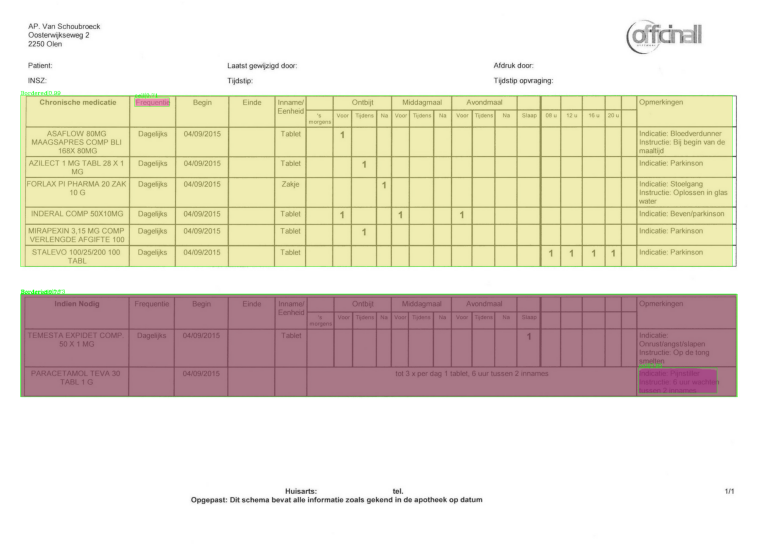 AP. Van Schoubroeck
Oosterwijkseweg 2
2250 Olen
officinall
Patient: Laatst gewijzigd door: Afdruk door:
INSZ: Tijdstip: Tijdstip opvraging:
Chronische medicatie Frequentie Begin Einde Inname/ Eenheid Ontbijt Middagmaal Avondmaal Opmerkingen
's morgens Voor Tijdens Na Voor Tijdens Na Voor Tijdens Na Slaap 08 u 12 u 16 u 20 u
ASAFLOW 80MG Dagelijks 04/09/2015 Tablet 1 Indicatie: Bloedverdunner
MAAGSAPRES COMP BLI Instructie: Bij begin van de
168X 80MG maaltijd
AZILECT 1 MG TABL 28 X 1 Dagelijks 04/09/2015 Tablet 1 Indicatie: Parkinson
MG
FORLAX PI PHARMA 20 ZAK Dagelijks 04/09/2015 Zakje 1 Indicatie: Stoelgang
10 G Instructie: Oplossen in glas
water
INDERAL COMP 50X10MG Dagelijks 04/09/2015 Tablet 1 1 1 Indicatie: Beven/parkinson
MIRAPEXIN 3,15 MG COMP Dagelijks 04/09/2015 Tablet 1 Indicatie: Parkinson
VERLENGDE AFGIFTE 100
STALEVO 100/25/200 100 Dagelijks 04/09/2015 Tablet 1 1 1 1 Indicatie: Parkinson
TABL
Indien Nodig Frequentie Begin Einde Inname/ Eenheid Ontbijt Middagmaal Avondmaal Opmerkingen
's morgens Voor Tijdens Na Voor Tijdens Na Voor Tijdens Na Slaap
TEMESTA EXPIDET COMP Dagelijks 04/09/2015 Tablet 1 Indicatie:
50 X 1 MG Onrust/angst/slapen
Instructie: Op de tong
smelten
PARACETAMOL TEVA 30 04/09/2015 tot 3 x per dag 1 tablet, 6 uur tussen 2 innames Indicatie: Pijnstiller
TABL 1 G Instructie: 6 uur wachten
tussen 2 innames
Huisarts: tel. 1/1
Opgepast: Dit schema bevat alle informatie zoals gekend in de apotheek op datum